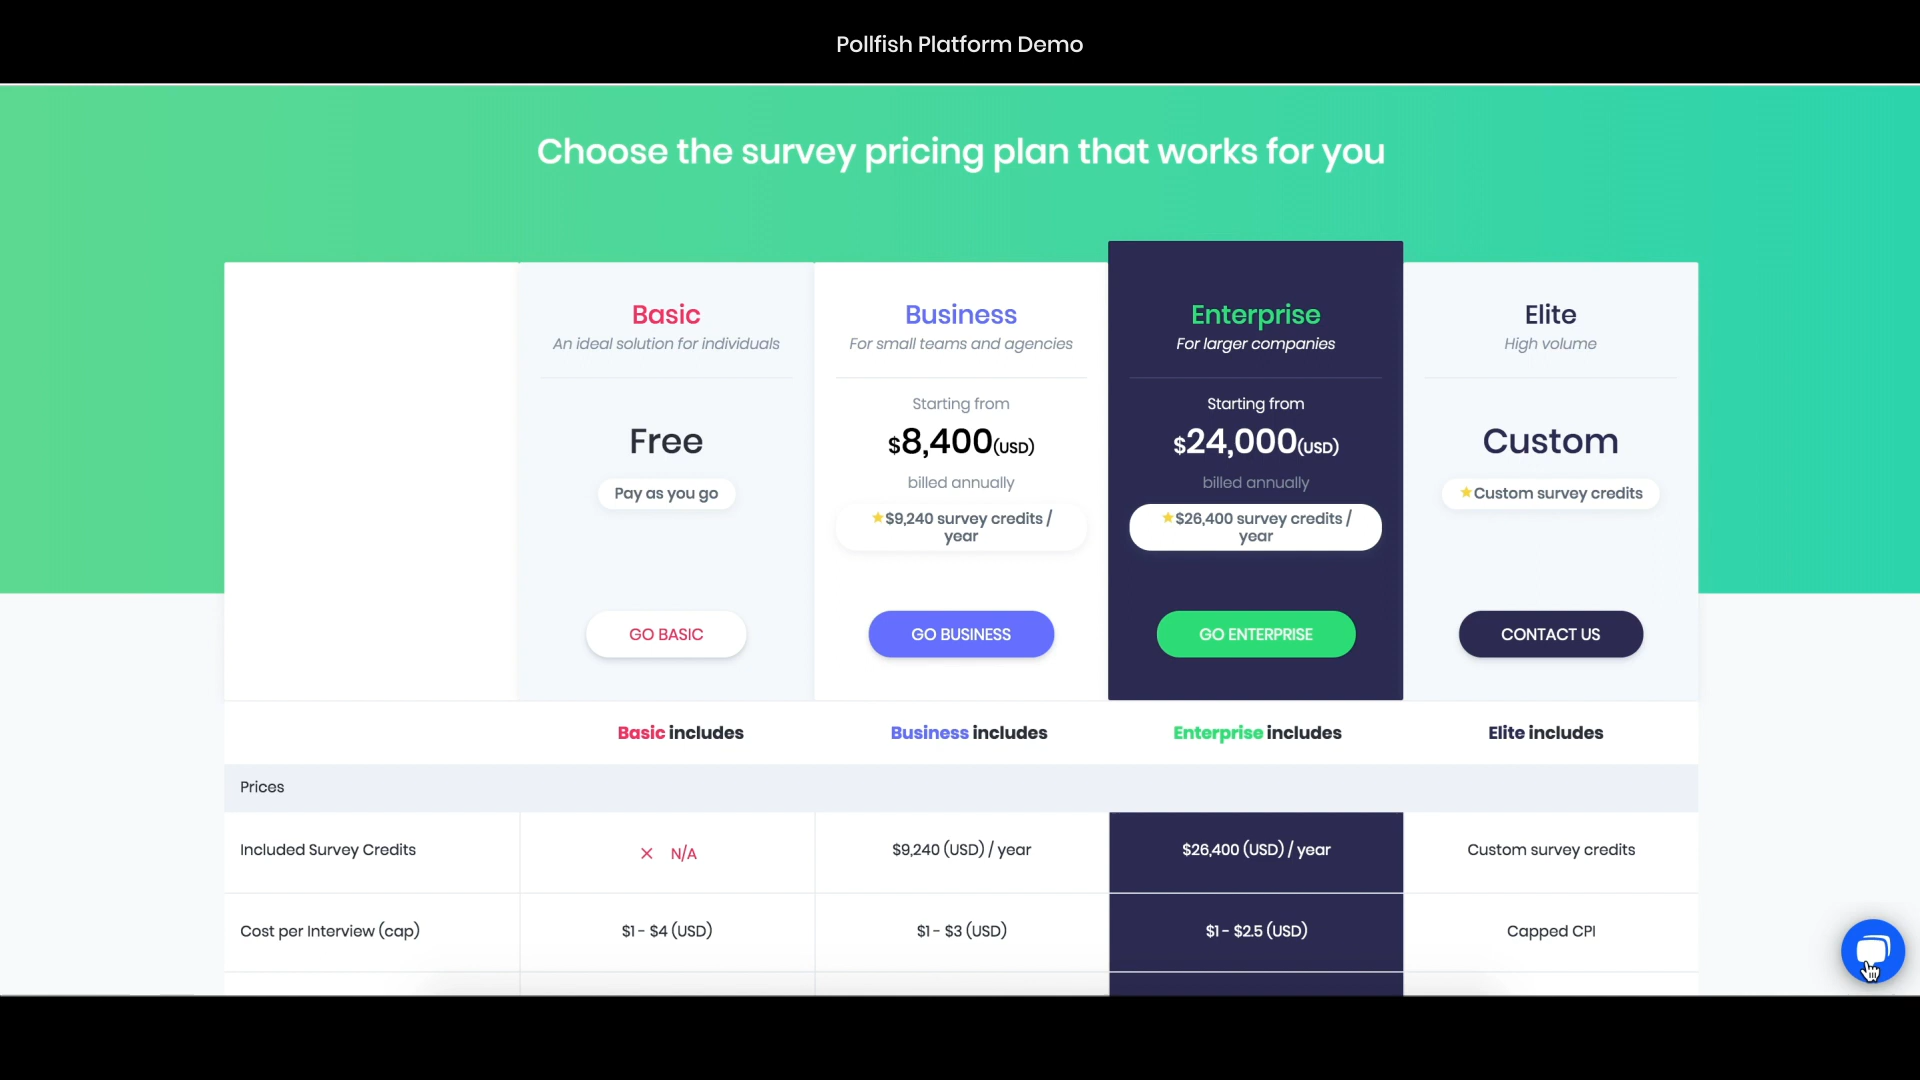 Pollfish Platform Demo
Choose the survey pricing plan that works for you
Basic
An ideal solution for individuals
Free
Pay as you go
GO BASIC
Business
For small teams and agencies
Starting from
$8,400(USD)
billed annually
$9,240 survey credits /
year
GO BUSINESS
Enterprise
For larger companies
Starting from
$24,000(USD)
billed annually
$26,400 survey credits /
year
GO ENTERPRISE
Elite
High volume
Custom
Custom survey credits
CONTACT US
Basic includes
Business includes
Enterprise includes
Elite includes
Prices
Included Survey Credits
N/A
$9,240 (USD) / year
$26,400 (USD) / year
Custom survey credits
Cost per Interview (cap)
$1 - $4 (USD)
$1 - $3 (USD)
$1 - $2.5 (USD)
Capped CPI